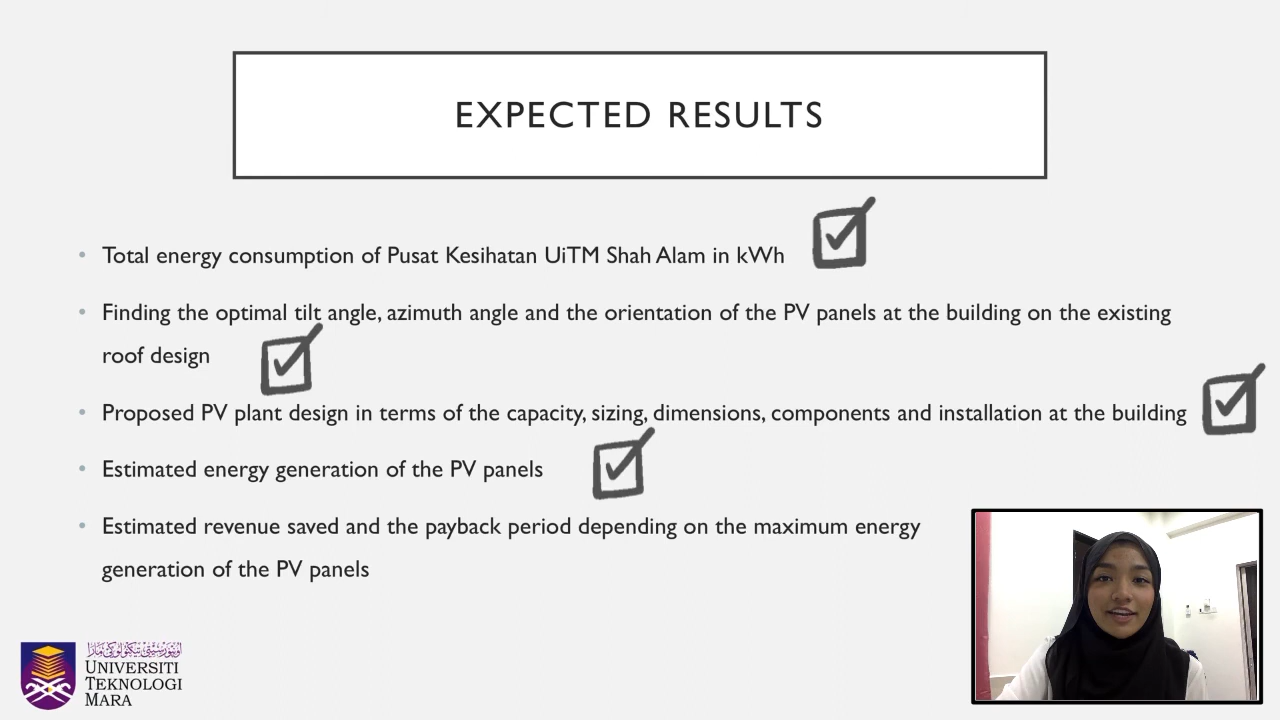 EXPECTED RESULTS
• Total energy consumption of Pusat Kesihatan UiTM Shah Alam in kWh
• Finding the optimal tilt angle, azimuth angle and the orientation of the PV panels at the building on the existing
roof design
• Proposed PV plant design in terms of the capacity, sizing, dimensions, components and installation at the building
• Estimated energy generation of the PV panels
• Estimated revenue saved and the payback period depending on the maximum energy
generation of the PV panels
اونيۏرسيتي تيكنولوݢي مارا
UNIVERSITI
TEKNOLOGI
MARA